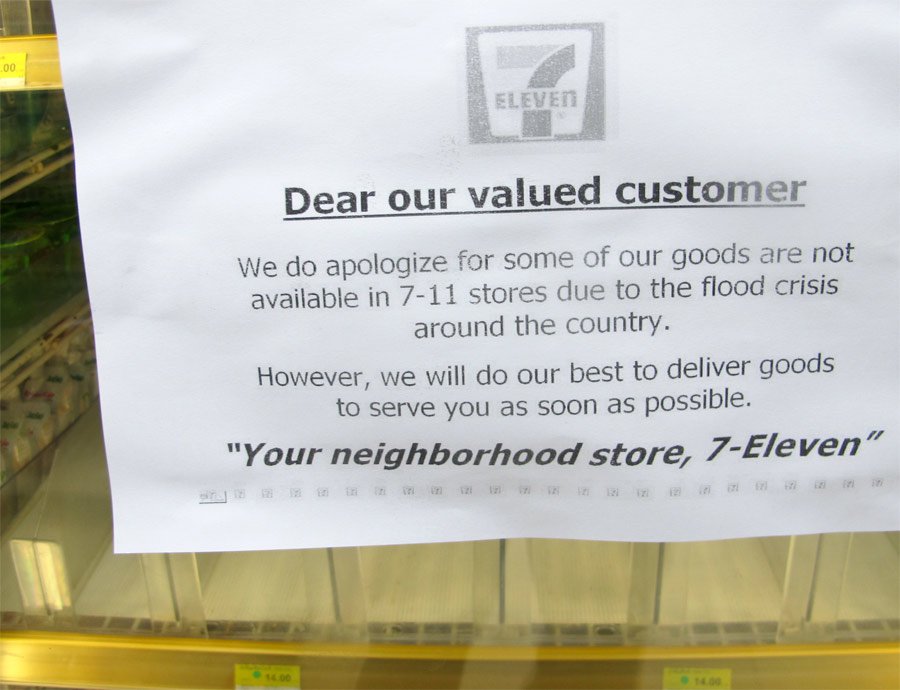 .00
7
ELEVEN
Dear our valued customer
We do apologize for some of our goods are not
available in 7-11 stores due to the flood crisis
around the country.
However, we will do our best to deliver goods
to serve you as soon as possible.
"Your neighborhood store, 7-Eleven”
14.00
14.00